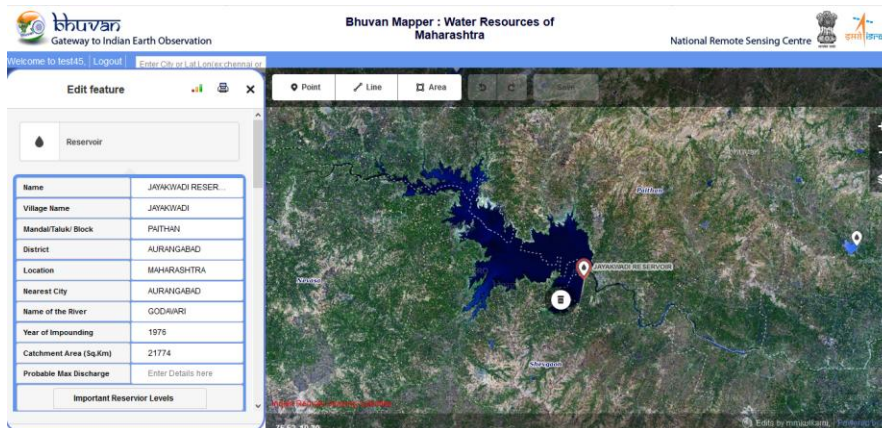 bhuvan
Gateway to Indian Earth Observation
Bhuvan Mapper : Water Resources of
Maharashtra
National Remote Sensing Centre
इसरो isro
Welcome to test45, Logout
Enter City or Lat,Lon(ex:chennai or
Edit feature
Point
Line
Area
Save
Reservoir
Name JAYAKWADI RESER...
Village Name JAYAKWADI
Mandal/Taluk/ Block PAITHAN
District AURANGABAD
Location MAHARASHTRA
Nearest City AURANGABAD
Name of the River GODAVARI
Year of Impounding 1976
Catchment Area (Sq.Km) 21774
Probable Max Discharge Enter Details here
Important Reservior Levels
Paithan
JAYAKWADI RESERVOIR
Shevgaon